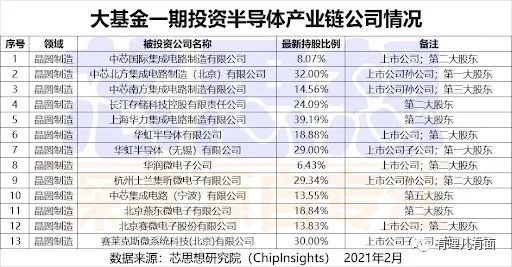 大基金一期投资半导体产业链公司情况
序号 领域 被投资公司名称 最新持股比例 备注
1 晶圆制造 中芯国际集成电路制造有限公司 8.07% 上市公司；第二大股东
2 晶圆制造 中芯北方集成电路制造（北京）有限公司 32.00% 上市公司孙公司；第一大股东
3 晶圆制造 中芯南方集成电路制造有限公司 14.56% 上市公司孙公司；第三大股东
4 晶圆制造 长江存储科技控股有限责任公司 24.09% 第二大股东
5 晶圆制造 上海华力集成电路制造有限公司 39.19% 第二大股东
6 晶圆制造 华虹半导体有限公司 18.88% 上市公司；第二大股东
7 晶圆制造 华虹半导体（无锡）有限公司 29.00% 上市公司子公司；第一大股东
8 晶圆制造 华润微电子公司 6.43% 上市公司；第二大股东
9 晶圆制造 杭州士兰集昕微电子有限公司 29.34% 上市公司孙公司；第二大股东
10 晶圆制造 中芯集成电路（宁波）有限公司 13.55% 第五大股东
11 晶圆制造 北京燕东微电子有限公司 18.84% 第二大股东
12 晶圆制造 北京赛微电子股份有限公司 13.83% 上市公司；第二大股东
13 晶圆制造 赛莱克斯微系统科技(北京)有限公司 30.00% 上市公司子公司；第二大股东
数据来源：芯思想研究院（ChipInsights） 2021年2月
有理儿有面